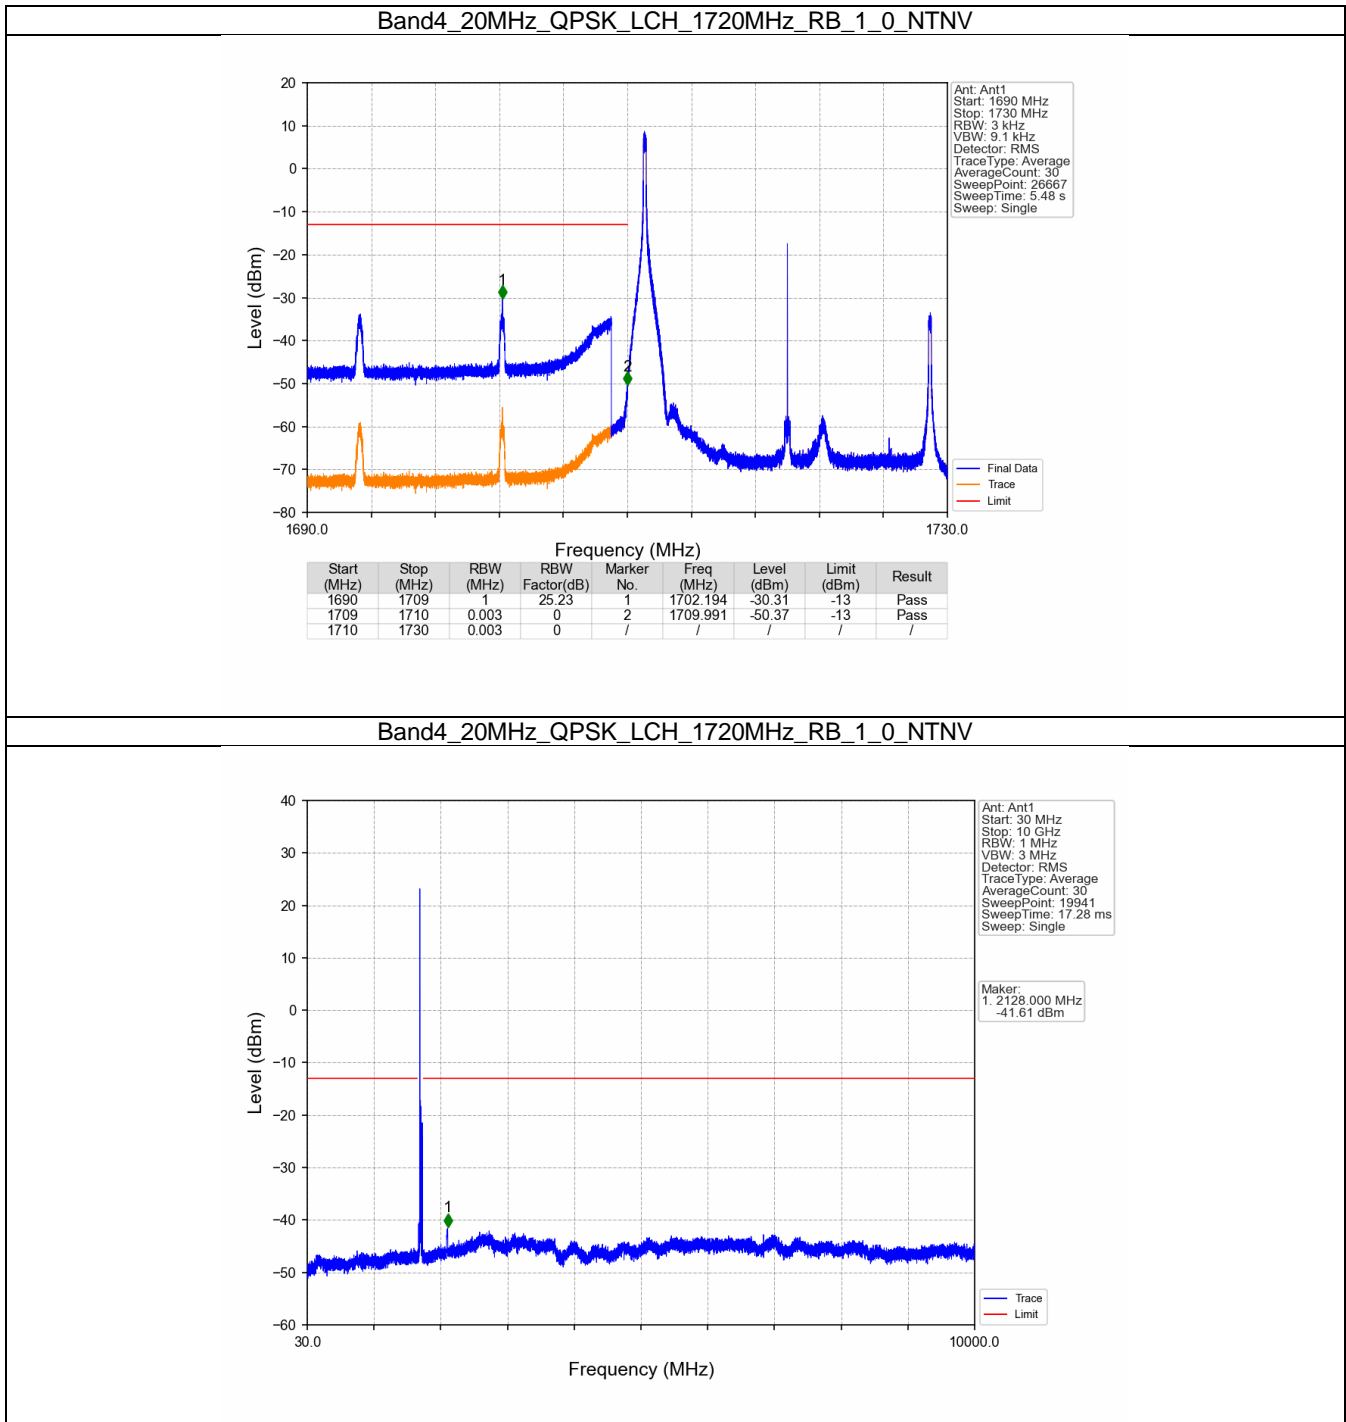 Band4_20MHz_QPSK_LCH_1720MHz_RB_1_0_NTNV
20
10
0
−10
−20
−30
−40
−50
−60
−70
−80
Level (dBm)
1
2
1690.0
1730.0
Frequency (MHz)
Ant: Ant1
Start: 1690 MHz
Stop: 1730 MHz
RBW: 3 kHz
VBW: 9.1 kHz
Detector: RMS
TraceType: Average
AverageCount: 30
SweepPoint: 26667
SweepTime: 5.48 s
Sweep: Single
Final Data
Trace
Limit
Start (MHz) Stop (MHz) RBW (MHz) RBW Factor(dB) Marker No. Freq (MHz) Level (dBm) Limit (dBm) Result
1690 1709 1 25.23 1 1702.194 -30.31 -13 Pass
1709 1710 0.003 0 2 1709.991 -50.37 -13 Pass
1710 1730 0.003 0 / / / / /
Band4_20MHz_QPSK_LCH_1720MHz_RB_1_0_NTNV
40
30
20
10
0
−10
−20
−30
−40
−50
−60
Level (dBm)
1
30.0
10000.0
Frequency (MHz)
Ant: Ant1
Start: 30 MHz
Stop: 10 GHz
RBW: 1 MHz
VBW: 3 MHz
Detector: RMS
TraceType: Average
AverageCount: 30
SweepPoint: 19941
SweepTime: 17.28 ms
Sweep: Single
Maker:
1. 2128.000 MHz
-41.61 dBm
Trace
Limit